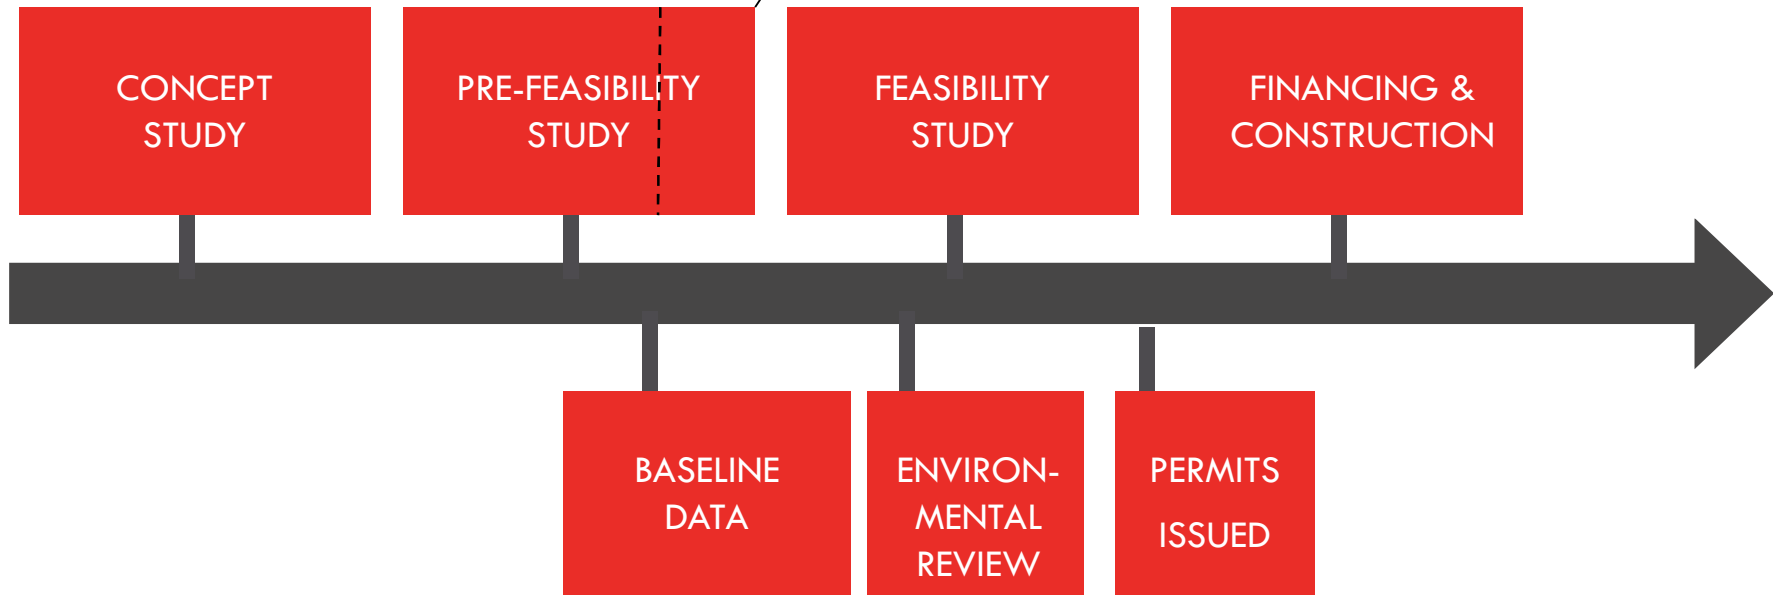 CONCEPT
STUDY
PRE-FEASIBILITY
STUDY
FEASIBILITY
STUDY
FINANCING &
CONSTRUCTION
BASELINE
DATA
ENVIRON-
MENTAL
REVIEW
PERMITS
ISSUED